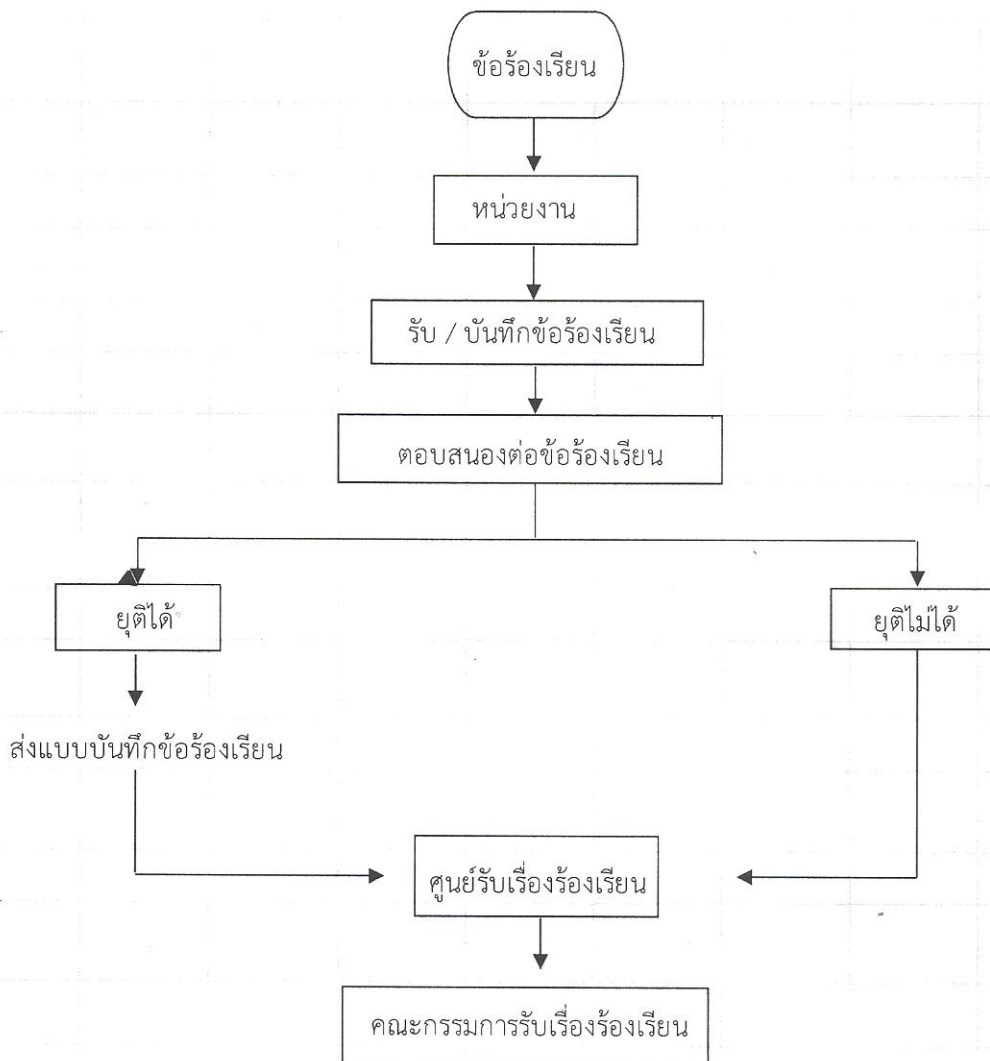 ข้อร้องเรียน
หน่วยงาน
รับ / บันทึกข้อร้องเรียน
ตอบสนองต่อข้อร้องเรียน
ยุติได้
ยุติไม่ได้
ส่งแบบบันทึกข้อร้องเรียน
ศูนย์รับเรื่องร้องเรียน
คณะกรรมการรับเรื่องร้องเรียน